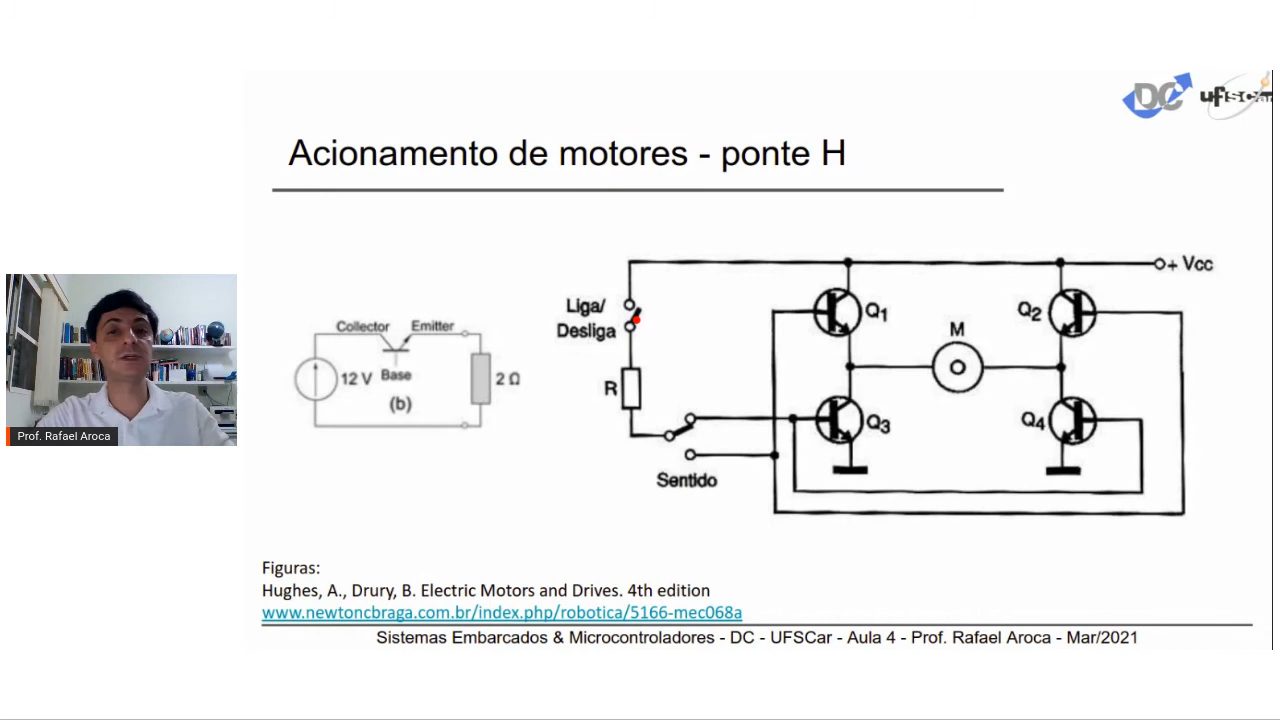 DC ufscar
Acionamento de motores - ponte H
Collector Emitter
12 V Base 2 Ω
(b)
Liga/
Desliga
R
Sentido
+ Vcc
Q1
Q2
M
Q3
Q4
Prof. Rafael Aroca
Figuras:
Hughes, A., Drury, B. Electric Motors and Drives. 4th edition
www.newtoncbraga.com.br/index.php/robotica/5166-mec068a
Sistemas Embarcados & Microcontroladores - DC - UFSCar - Aula 4 - Prof. Rafael Aroca - Mar/2021